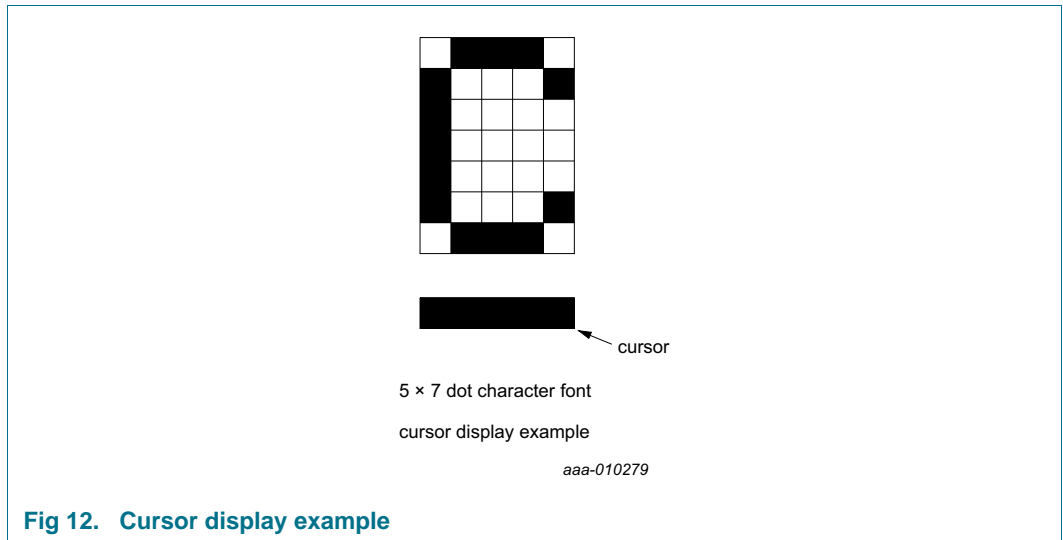 cursor
5 × 7 dot character font
cursor display example
aaa-010279
Fig 12. Cursor display example